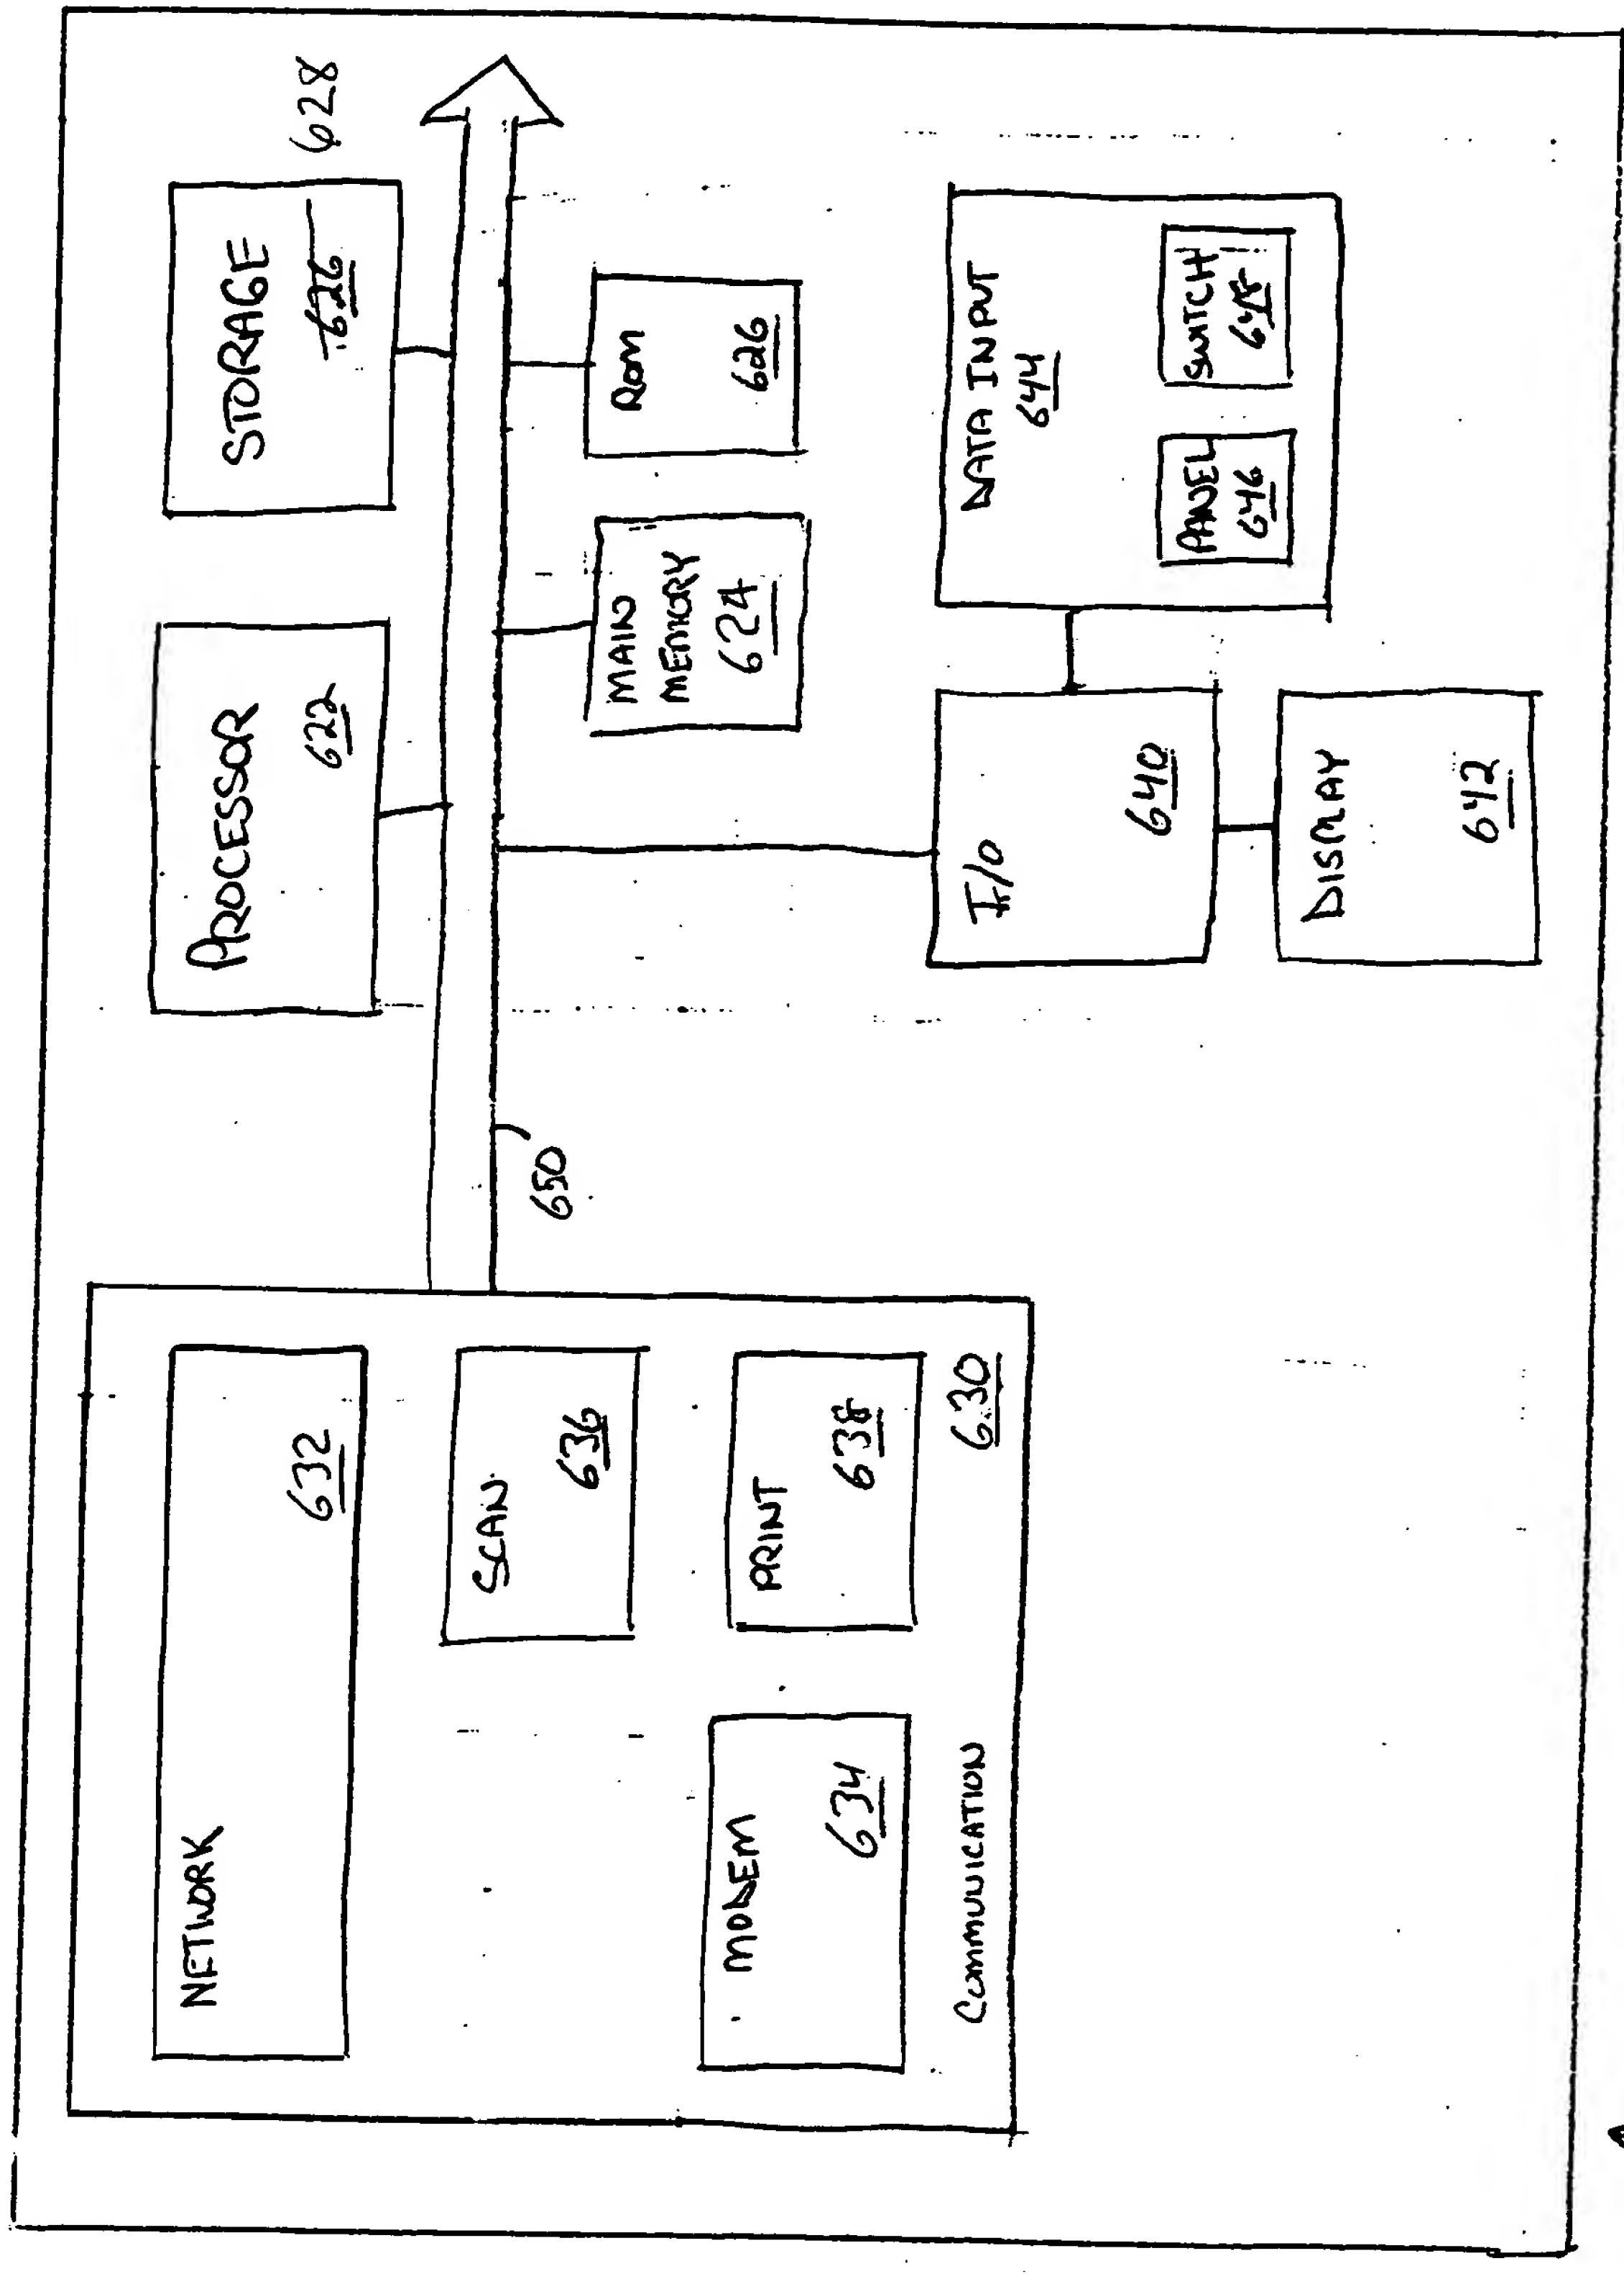 NETWORK
632
SCAN
636
MODEM
634
PRINT
638
COMMUNICATION
630
650
PROCESSOR
622
STORAGE
626
628
MAIN
MEMORY
624
ROM
626
I/O
640
DISPLAY
642
DATA INPUT
644
PANEL
646
SWITCH
648